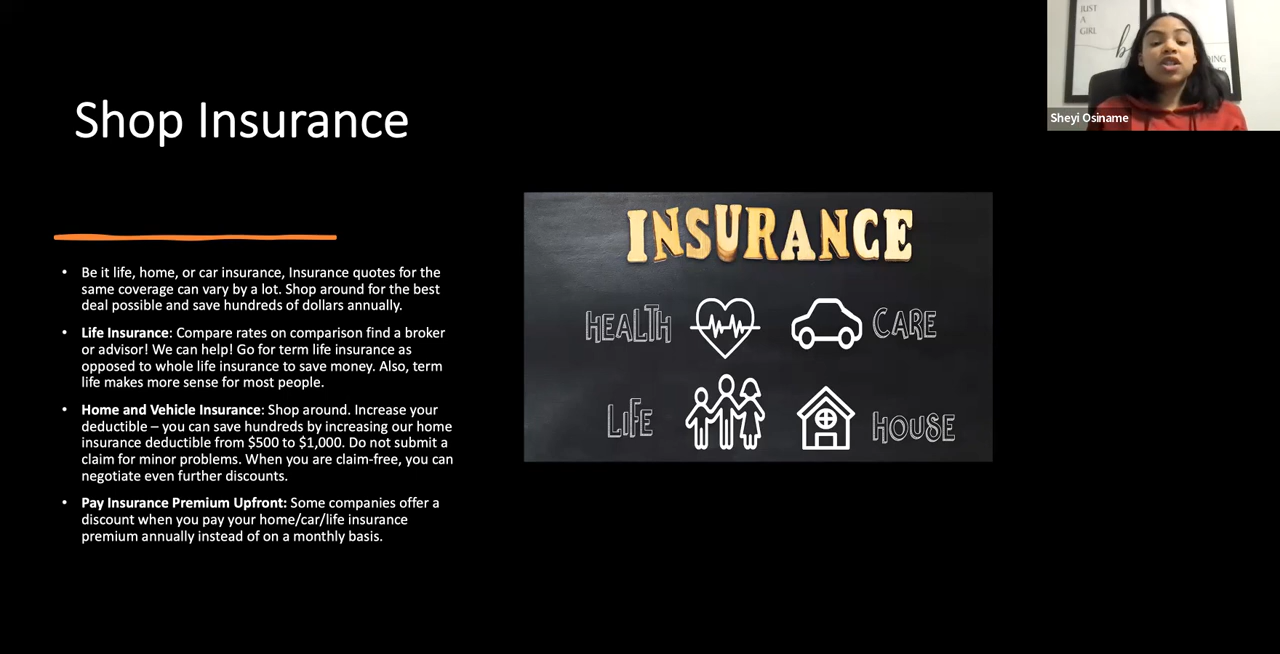 Shop Insurance
• Be it life, home, or car insurance, Insurance quotes for the
same coverage can vary by a lot. Shop around for the best
deal possible and save hundreds of dollars annually.
• Life Insurance: Compare rates on comparison find a broker
or advisor! We can help! Go for term life insurance as
opposed to whole life insurance to save money. Also, term
life makes more sense for most people.
• Home and Vehicle Insurance: Shop around. Increase your
deductible – you can save hundreds by increasing our home
insurance deductible from $500 to $1,000. Do not submit a
claim for minor problems. When you are claim-free, you can
negotiate even further discounts.
• Pay Insurance Premium Upfront: Some companies offer a
discount when you pay your home/car/life insurance
premium annually instead of on a monthly basis.
INSURANCE
HEALTH
CARE
LIFE
HOUSE
JUST
A
GIRL
Sheyi Osiname